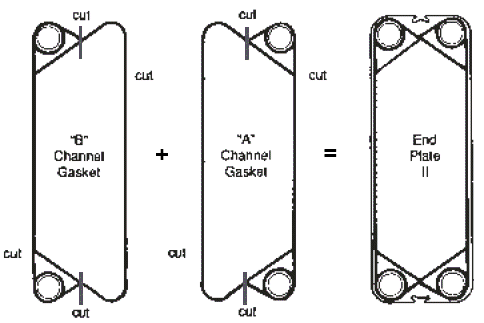 cut
cut
cut
cut
"B"
Channel
Gasket
+
"A"
Channel
Gasket
=
End
Plate
II
cut
cut
cut
cut